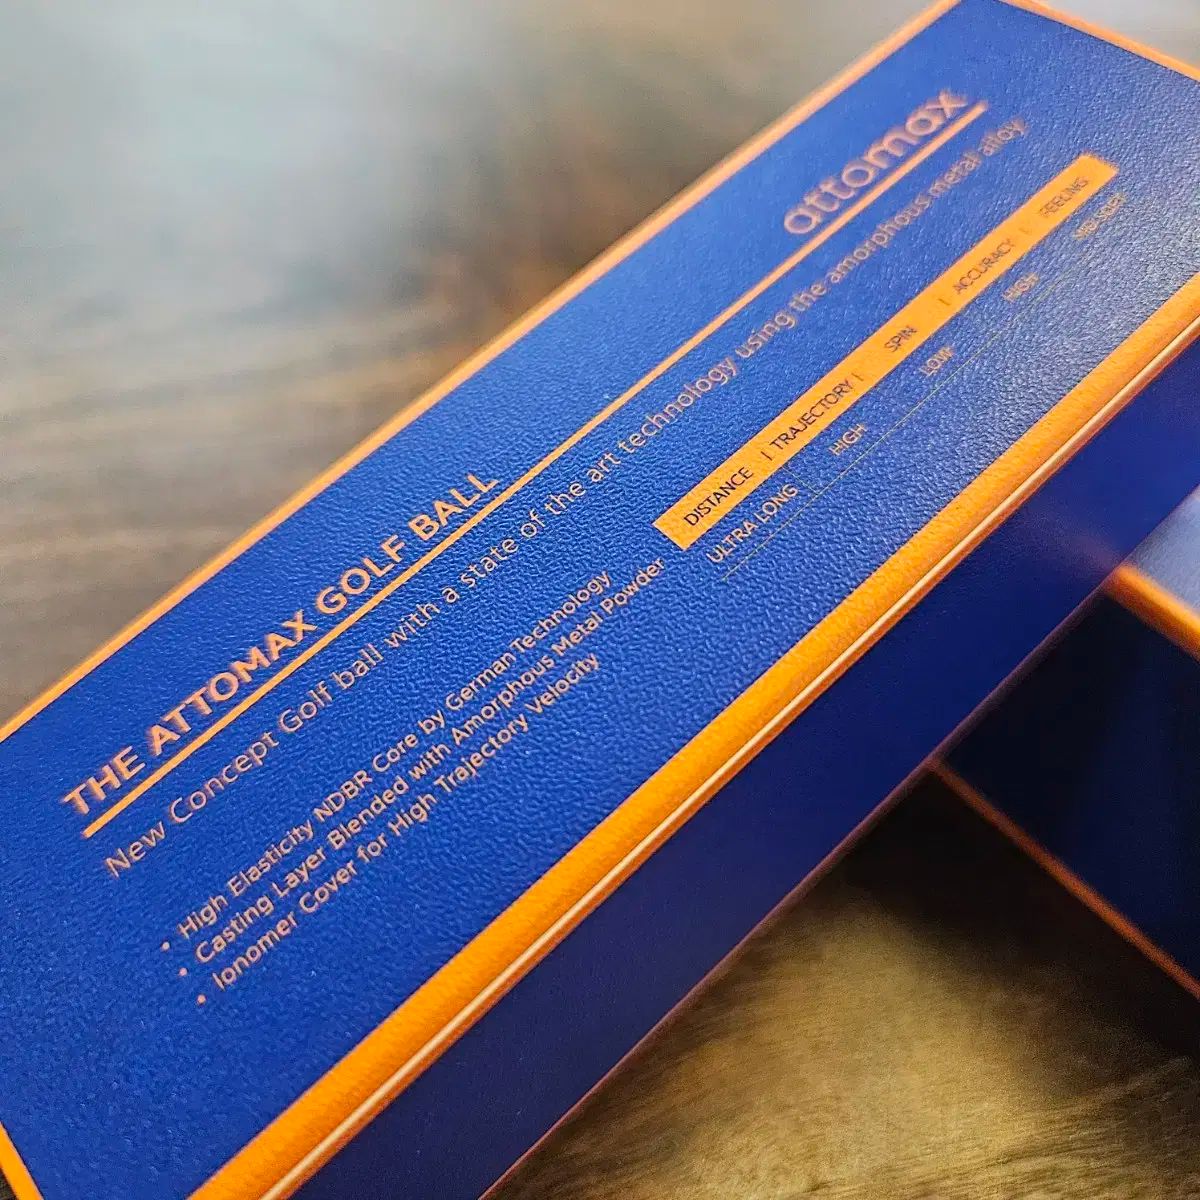 attomax
THE ATTOMAX GOLF BALL
New Concept Golf ball with a state of the art technology using the amorphous metal alloy
• High Elasticity NDBR Core by German Technology
• Casting Layer Blended with Amorphous Metal Powder
• Ionomer Cover for High Trajectory Velocity
DISTANCE | TRAJECTORY | SPIN | ACCURACY | FEELING
ULTRA LONG HIGH LOW HIGH